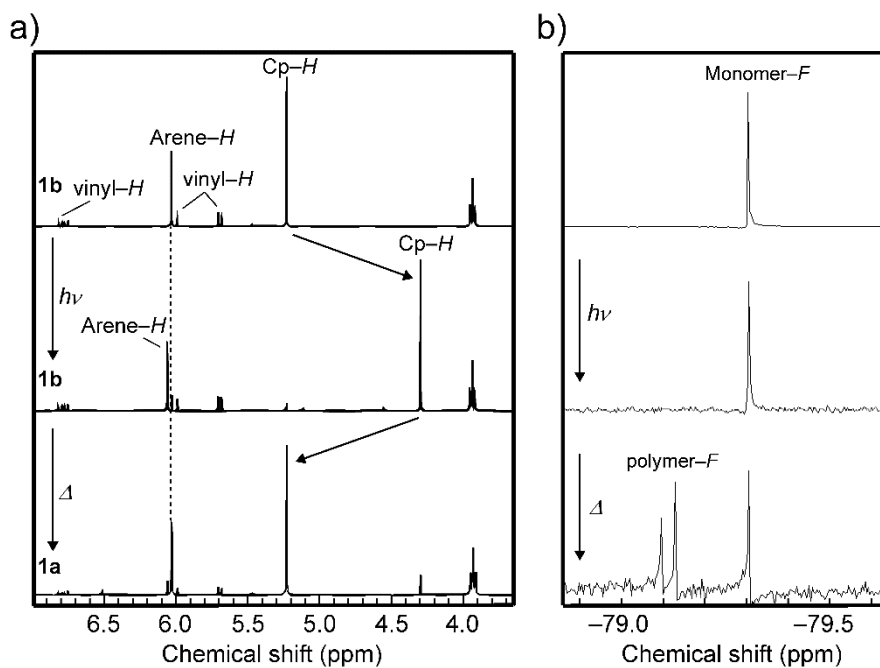 a)
Cp–H
Arene–H
1b
vinyl–H
vinyl–H
hν
Cp–H
Arene–H
1b
Δ
1a
6.5 6.0 5.5 5.0 4.5 4.0
Chemical shift (ppm)
b)
Monomer–F
hν
polymer–F
Δ
–79.0 –79.5
Chemical shift (ppm)